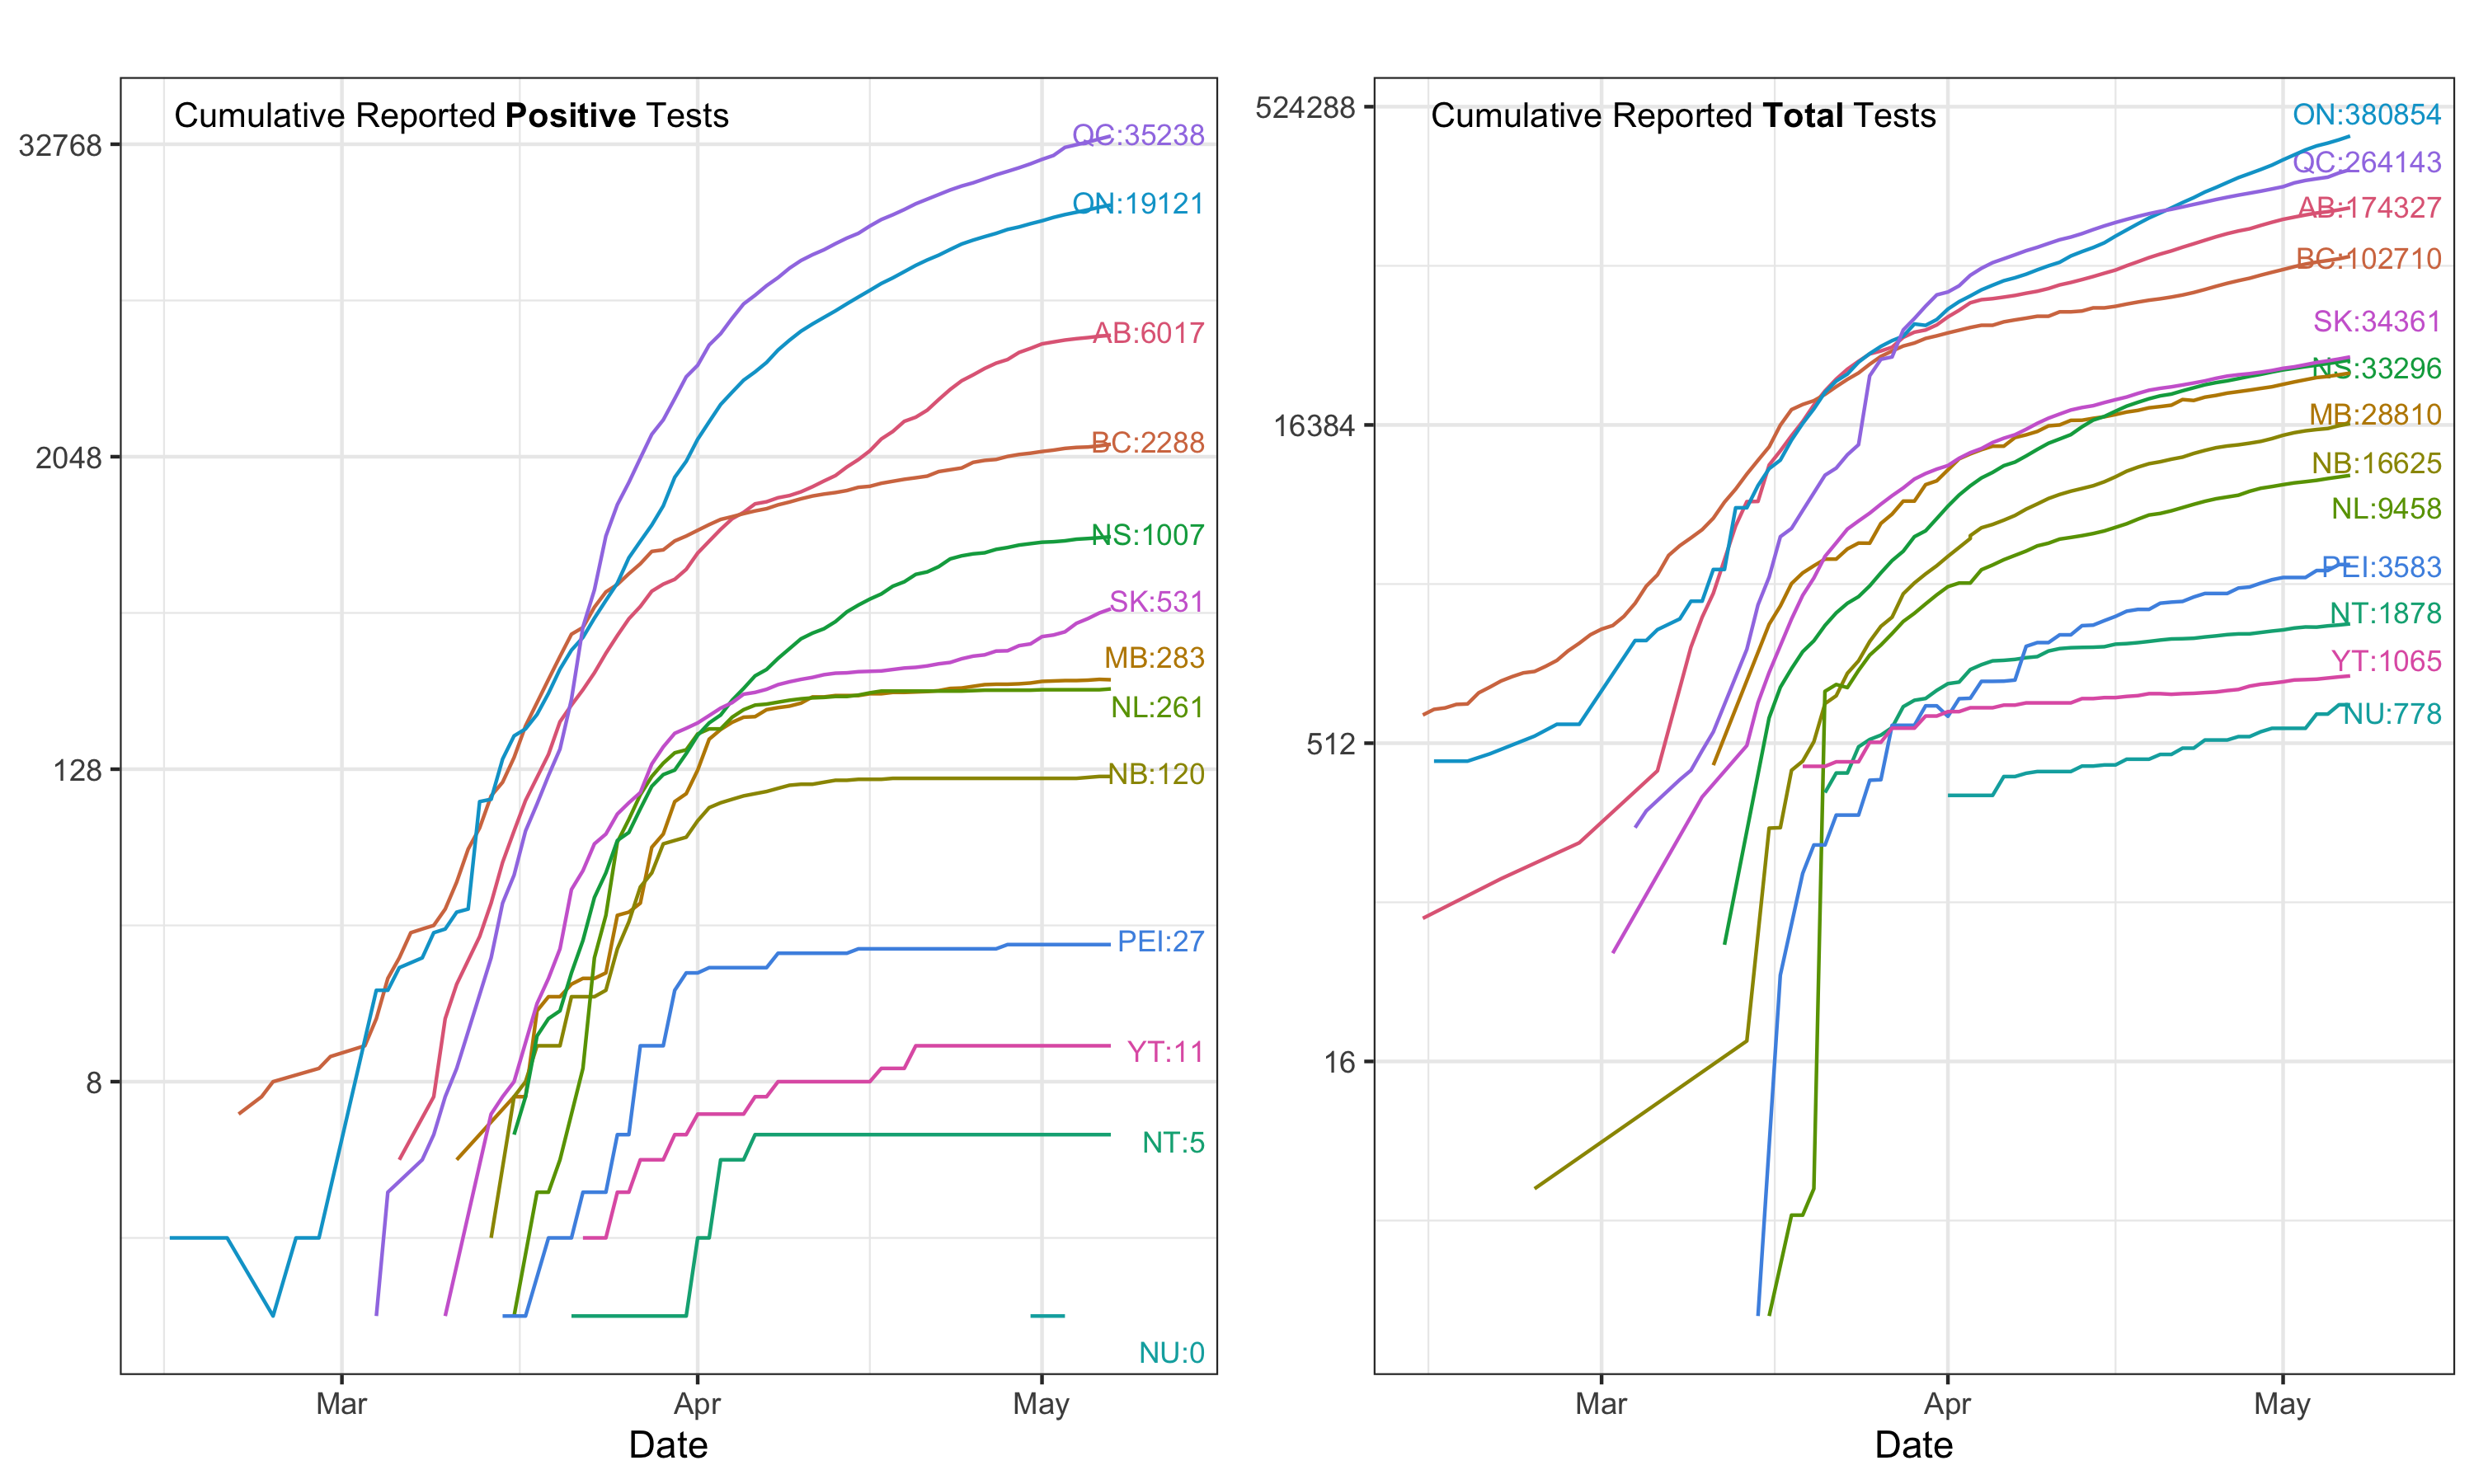 Cumulative Reported Positive Tests
32768
2048
128
8
QC:35238
ON:19121
AB:6017
BC:2288
NS:1007
SK:531
MB:283
NL:261
NB:120
PEI:27
YT:11
NT:5
NU:0
Mar Apr May
Date
Cumulative Reported Total Tests
524288
16384
512
16
ON:380854
QC:264143
AB:174327
BC:102710
SK:34361
NS:33296
MB:28810
NB:16625
NL:9458
PEI:3583
NT:1878
YT:1065
NU:778
Mar Apr May
Date